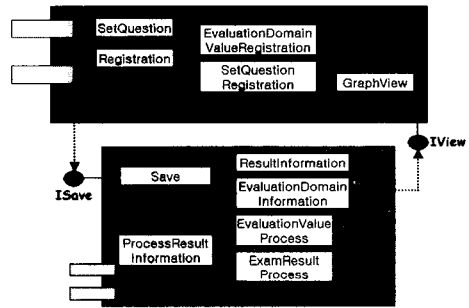 SetQuestion
EvaluationDomain
ValueRegistration
Registration
SetQuestion
Registration
GraphView
IView
ISave
Save
ResultInformation
EvaluationDomain
Information
EvaluationValue
Process
ProcessResult
Information
ExamResult
Process